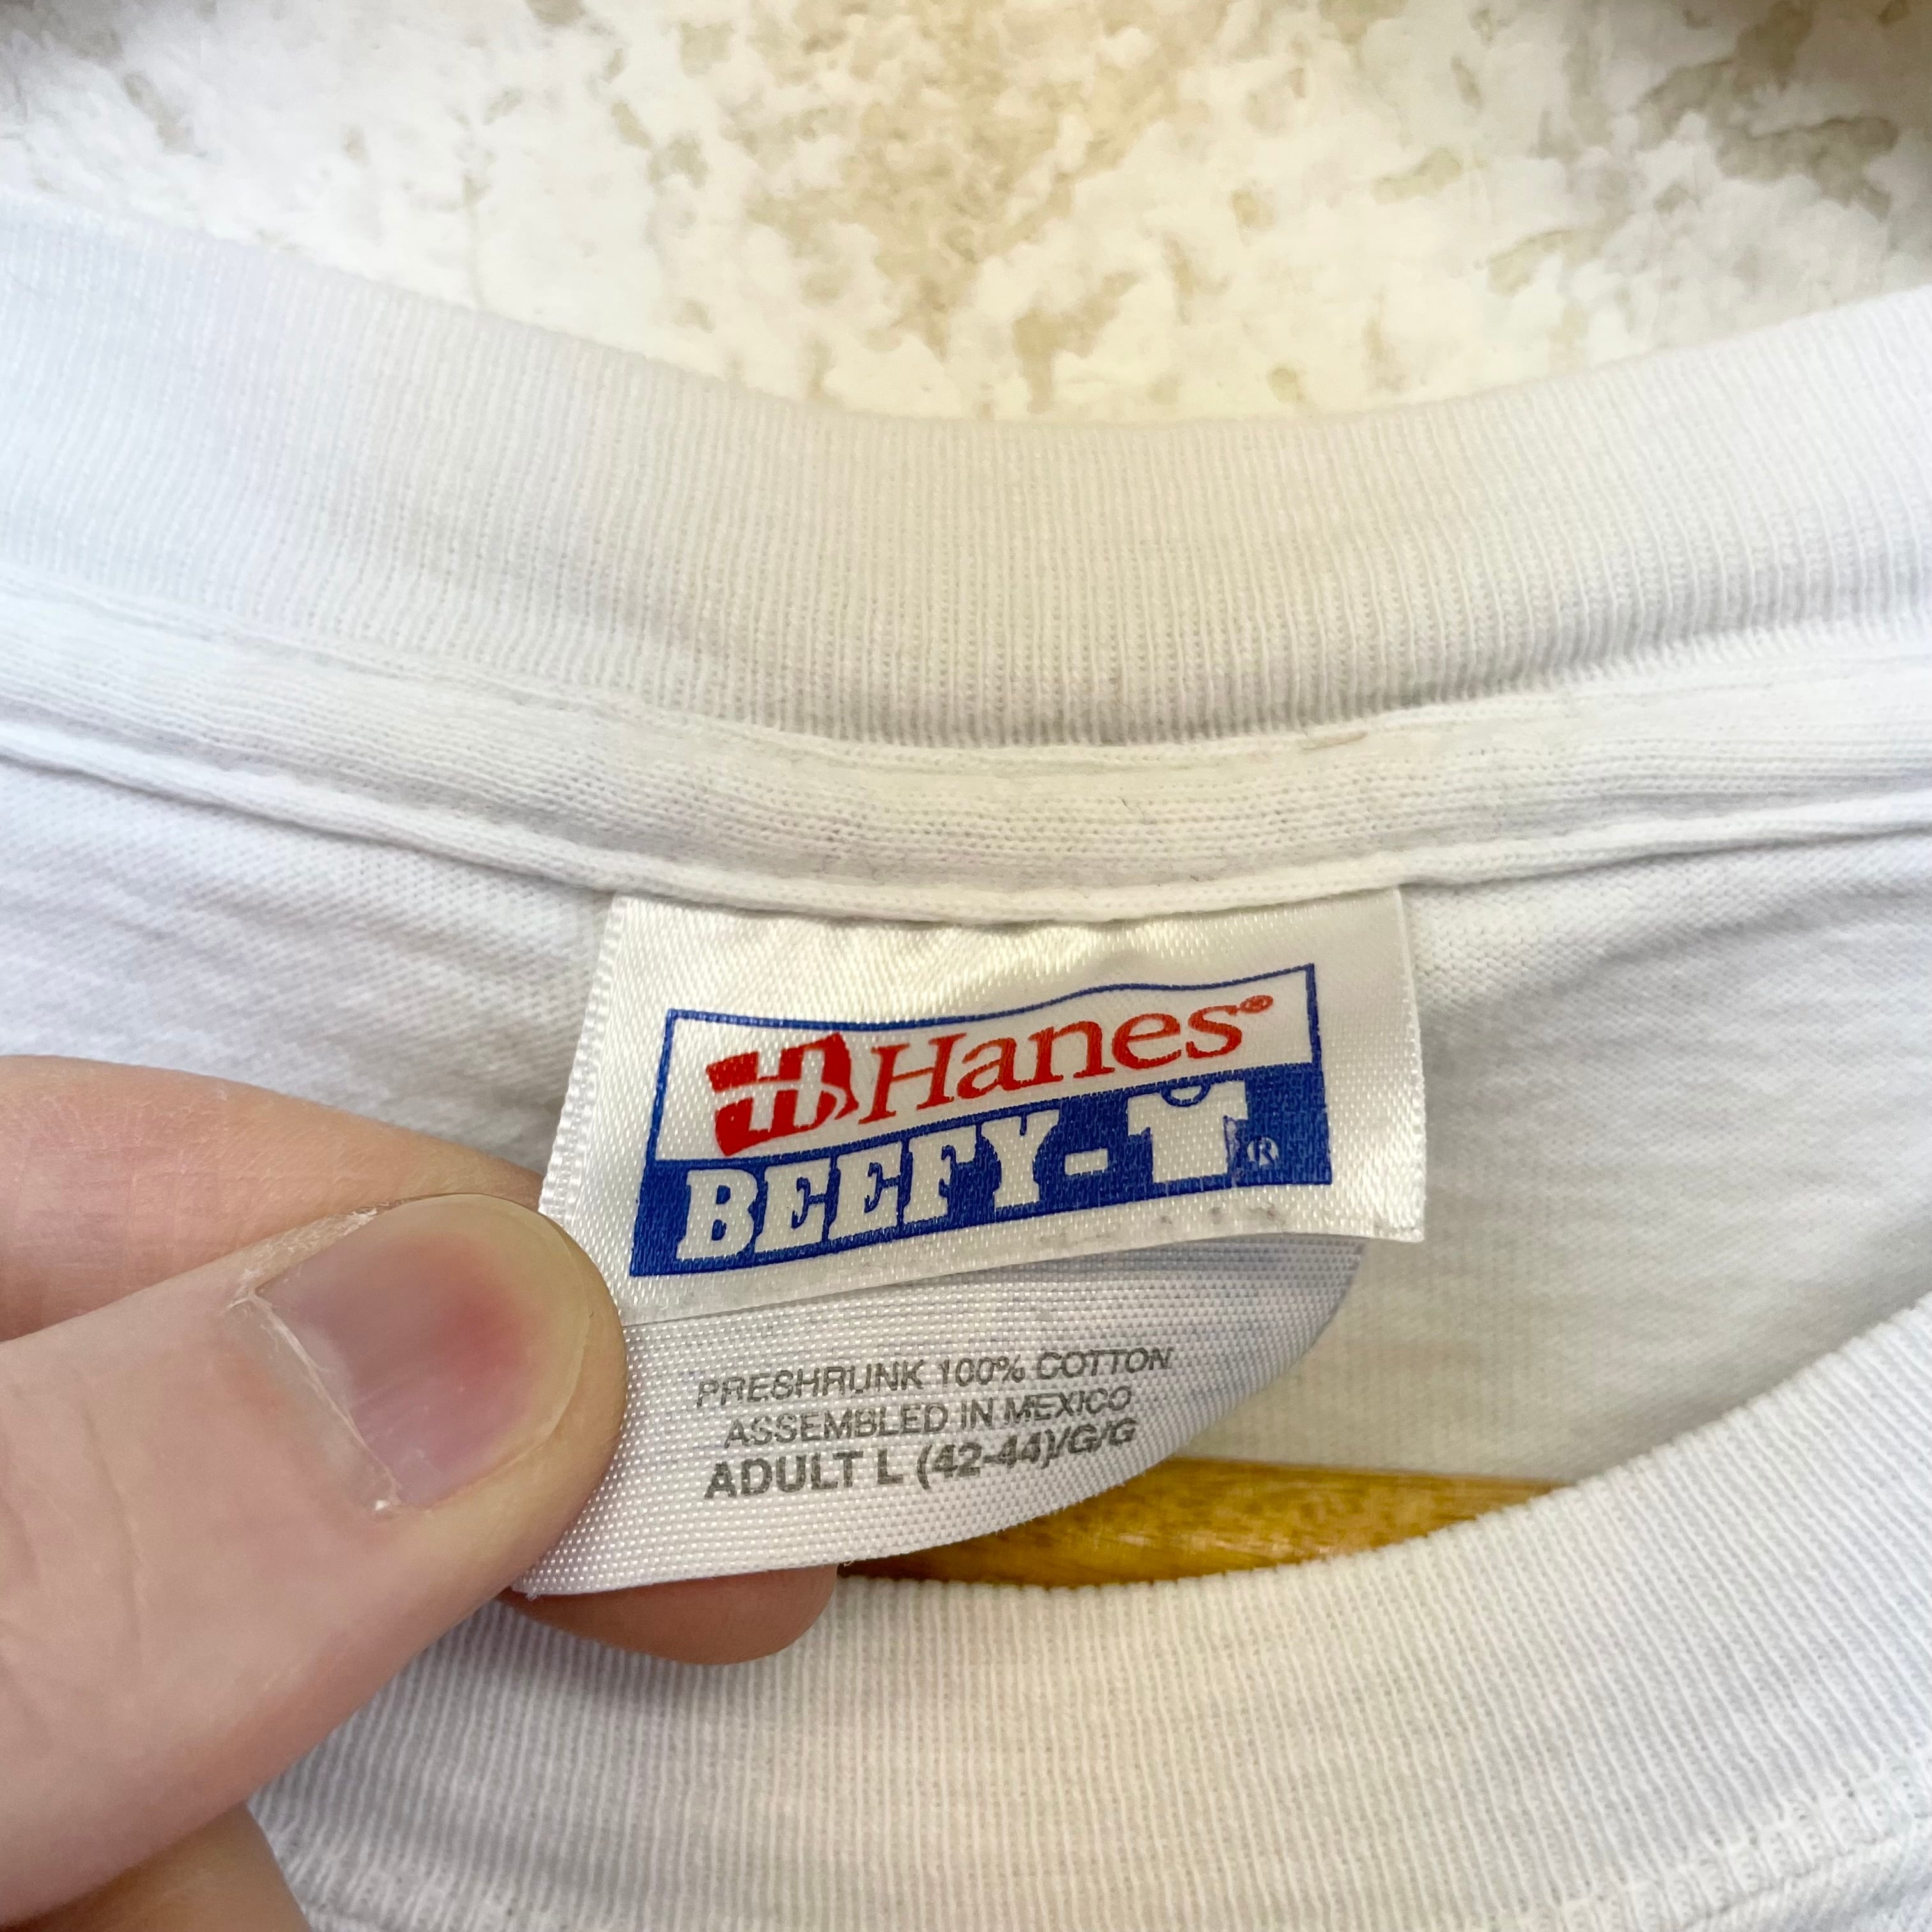 Hanes®
BEEFY-T®
PRESHRUNK 100% COTTON
ASSEMBLED IN MEXICO
ADULT L (42-44)/G/G